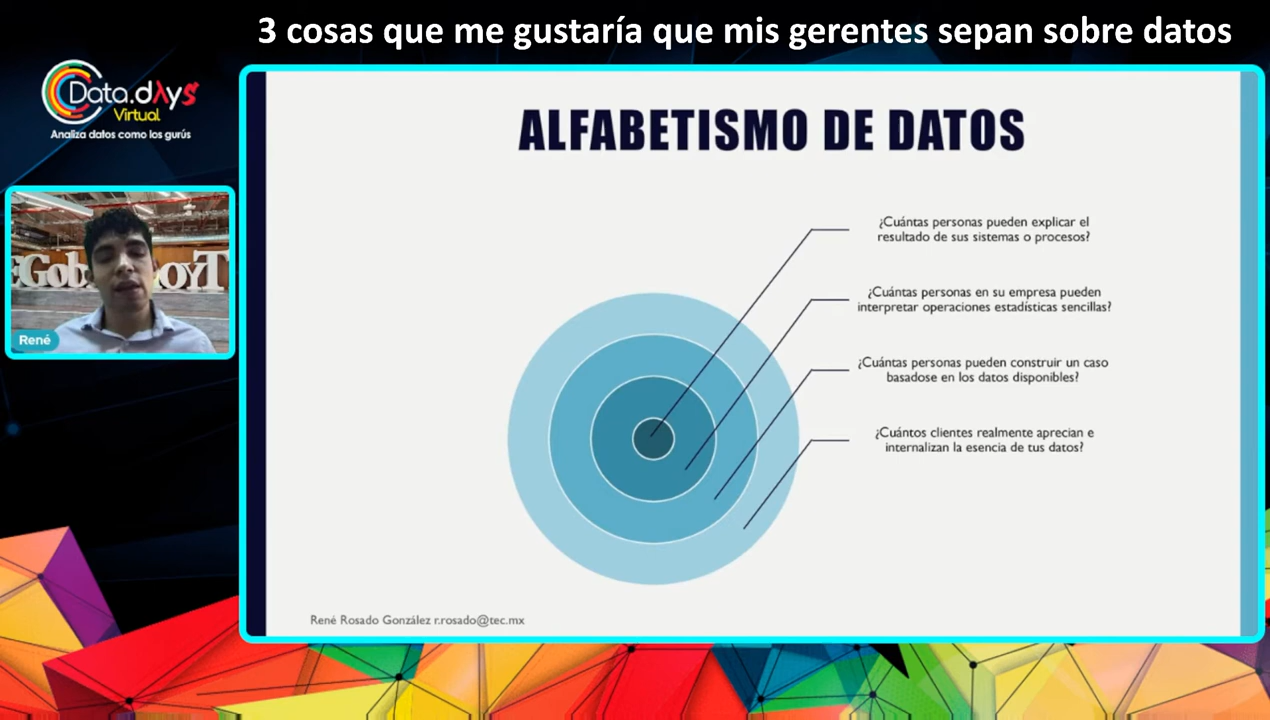 3 cosas que me gustaría que mis gerentes sepan sobre datos
Data.dλys
Virtual
Analiza datos como los gurús
René
ALFABETISMO DE DATOS
¿Cuántas personas pueden explicar el
resultado de sus sistemas o procesos?
¿Cuántas personas en su empresa pueden
interpretar operaciones estadísticas sencillas?
¿Cuántas personas pueden construir un caso
basadose en los datos disponibles?
¿Cuántos clientes realmente aprecian e
internalizan la esencia de tus datos?
René Rosado González r.rosado@tec.mx